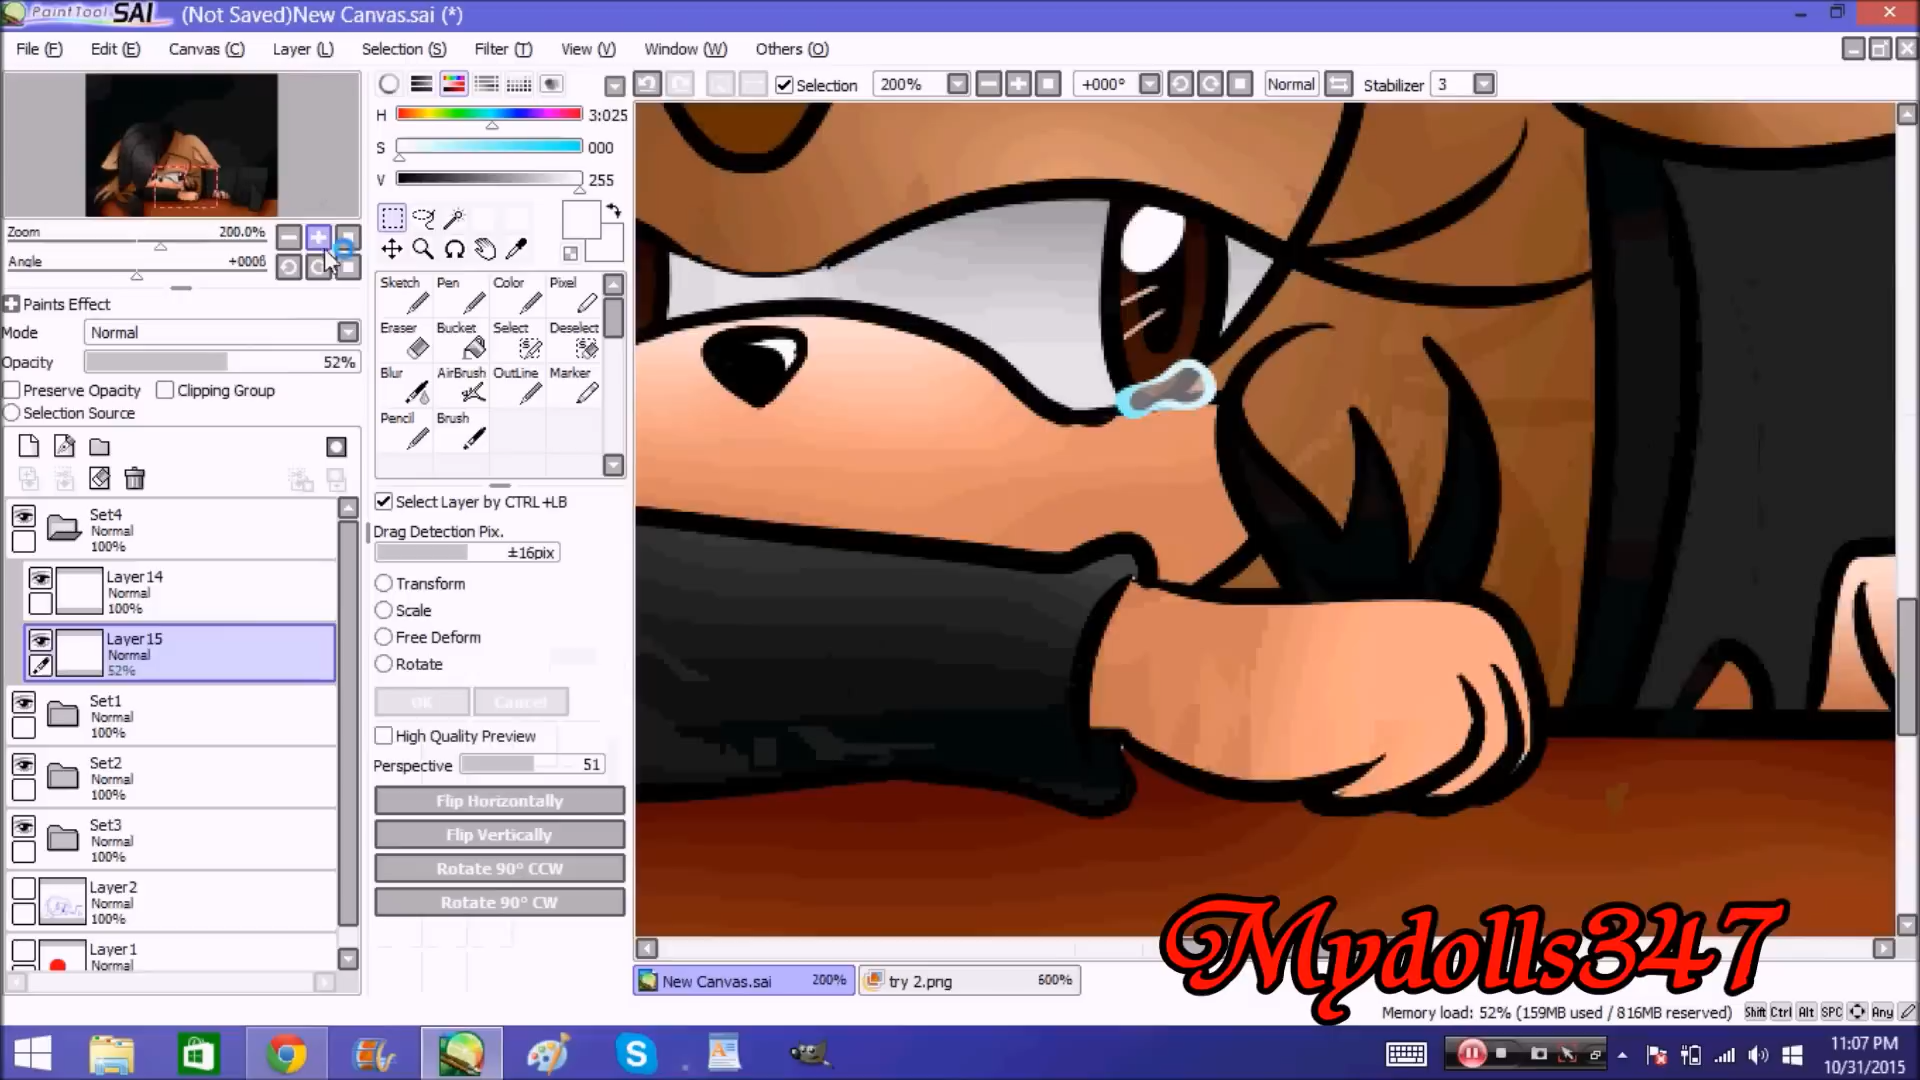 PaintTool SAI (Not Saved)New Canvas.sai (*)
File (F) Edit (E) Canvas (C) Layer (L) Selection (S) Filter (T) View (V) Window (W) Others (O)
Selection 200% +000° Normal Stabilizer 3
H 3:025
S 000
V 255
Zoom 200.0%
Angle +000ß
Paints Effect
Mode Normal
Opacity 52%
Preserve Opacity Clipping Group
Selection Source
Sketch Pen Color Pixel
Eraser Bucket Select Deselect
Blur AirBrush OutLine Marker
Pencil Brush
Select Layer by CTRL+LB
Drag Detection Pix.
±16pix
Transform
Scale
Free Deform
Rotate
OK Cancel
High Quality Preview
Perspective 51
Flip Horizontally
Flip Vertically
Rotate 90° CCW
Rotate 90° CW
Set4
Normal
100%
Layer14
Normal
100%
Layer15
Normal
52%
Set1
Normal
100%
Set2
Normal
100%
Set3
Normal
100%
Layer2
Normal
100%
Layer1
Normal
Mydolls347
New Canvas.sai 200% try 2.png 600%
Memory load: 52% (159MB used / 816MB reserved) Shift Ctrl Alt SPC Any
11:07 PM
10/31/2015